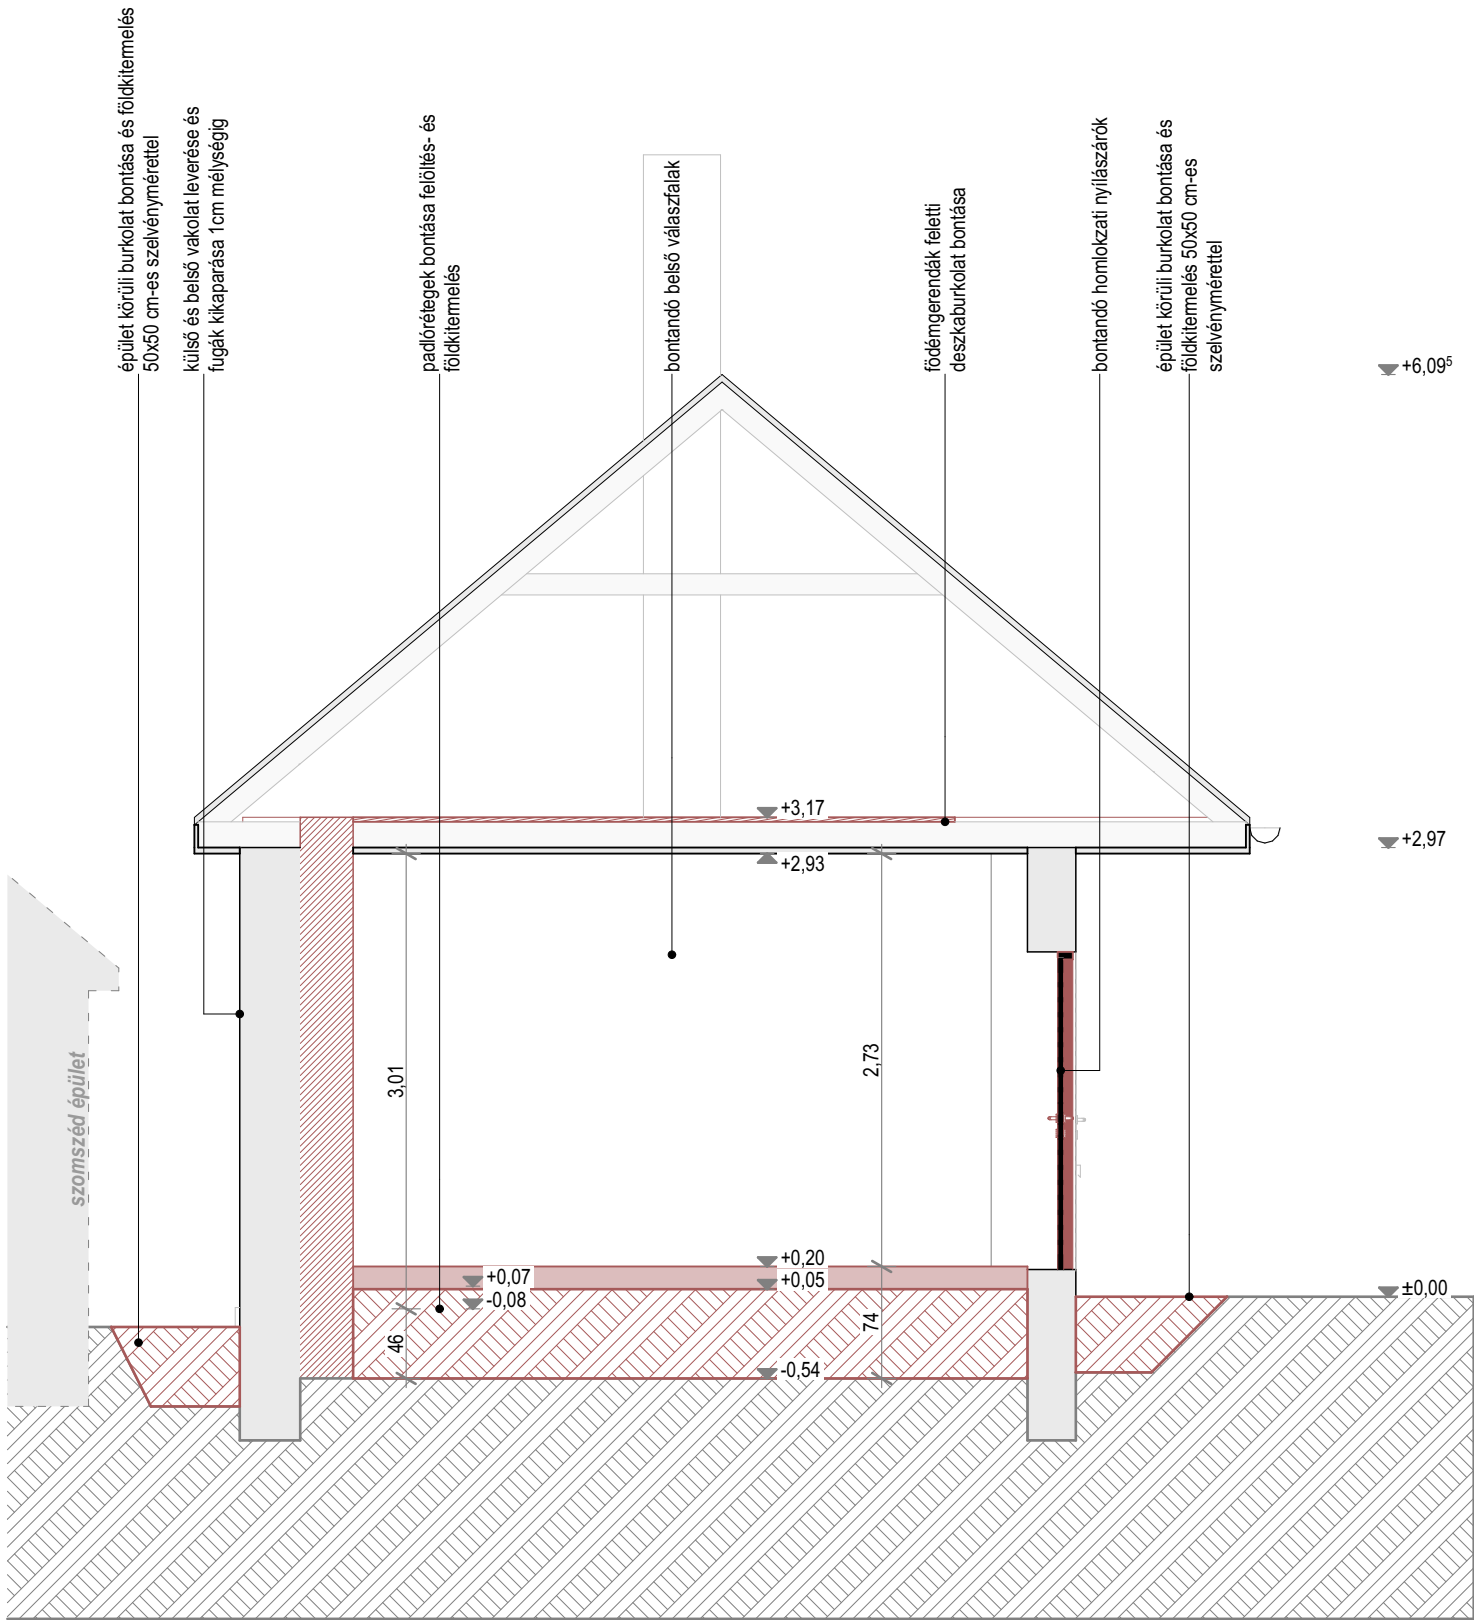 épület körüli burkolat bontása és földkitermelés
50x50 cm-es szelvénymérettel
külső és belső vakolat leverése és
fugák kikaparása 1cm mélységig
padlórétegek bontása felöltés- és
földkitermelés
bontandó belső válaszfalak
födémgerendák feletti
deszkaburkolat bontása
bontandó homlokzati nyílászárók
épület körüli burkolat bontása és
földkitermelés 50x50 cm-es
szelvénymérettel
+6,09⁵
+3,17
+2,97
+2,93
3,01
2,73
szomszéd épület
+0,20
+0,07
+0,05
-0,08
±0,00
46
74
-0,54